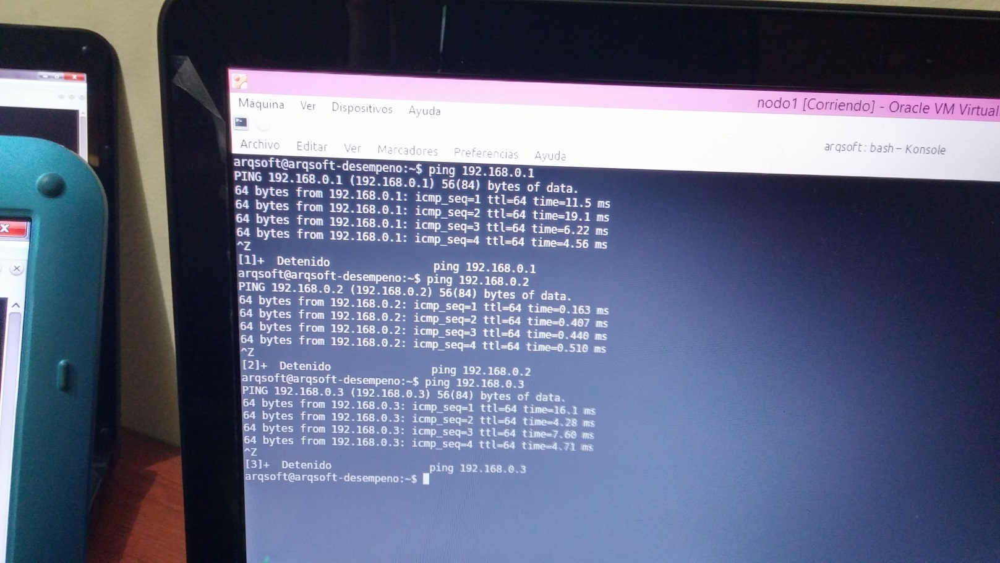 nodo1 [Corriendo] - Oracle VM Virtual
Máquina Ver Dispositivos Ayuda
arqsoft : bash – Konsole
Archivo Editar Ver Marcadores Preferencias Ayuda
arqsoft@arqsoft-desempeno:~$ ping 192.168.0.1
PING 192.168.0.1 (192.168.0.1) 56(84) bytes of data.
64 bytes from 192.168.0.1: icmp_seq=1 ttl=64 time=11.5 ms
64 bytes from 192.168.0.1: icmp_seq=2 ttl=64 time=19.1 ms
64 bytes from 192.168.0.1: icmp_seq=3 ttl=64 time=6.22 ms
64 bytes from 192.168.0.1: icmp_seq=4 ttl=64 time=4.56 ms
^Z
[1]+  Detenido                ping 192.168.0.1
arqsoft@arqsoft-desempeno:~$ ping 192.168.0.2
PING 192.168.0.2 (192.168.0.2) 56(84) bytes of data.
64 bytes from 192.168.0.2: icmp_seq=1 ttl=64 time=0.163 ms
64 bytes from 192.168.0.2: icmp_seq=2 ttl=64 time=0.407 ms
64 bytes from 192.168.0.2: icmp_seq=3 ttl=64 time=0.440 ms
64 bytes from 192.168.0.2: icmp_seq=4 ttl=64 time=0.510 ms
^Z
[2]+  Detenido                ping 192.168.0.2
arqsoft@arqsoft-desempeno:~$ ping 192.168.0.3
PING 192.168.0.3 (192.168.0.3) 56(84) bytes of data.
64 bytes from 192.168.0.3: icmp_seq=1 ttl=64 time=16.1 ms
64 bytes from 192.168.0.3: icmp_seq=2 ttl=64 time=4.28 ms
64 bytes from 192.168.0.3: icmp_seq=3 ttl=64 time=7.60 ms
64 bytes from 192.168.0.3: icmp_seq=4 ttl=64 time=4.71 ms
^Z
[3]+  Detenido                ping 192.168.0.3
arqsoft@arqsoft-desempeno:~$